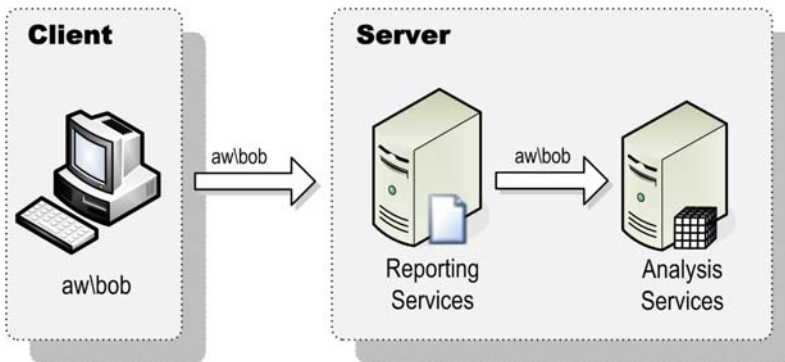 Client
Server
aw\bob
aw\bob
aw\bob
Reporting
Services
Analysis
Services